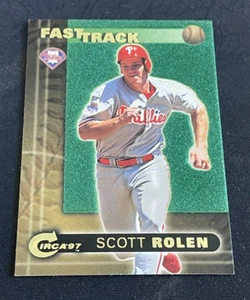 FAST TRACK
Phillies
CIRCA 97
SCOTT ROLEN